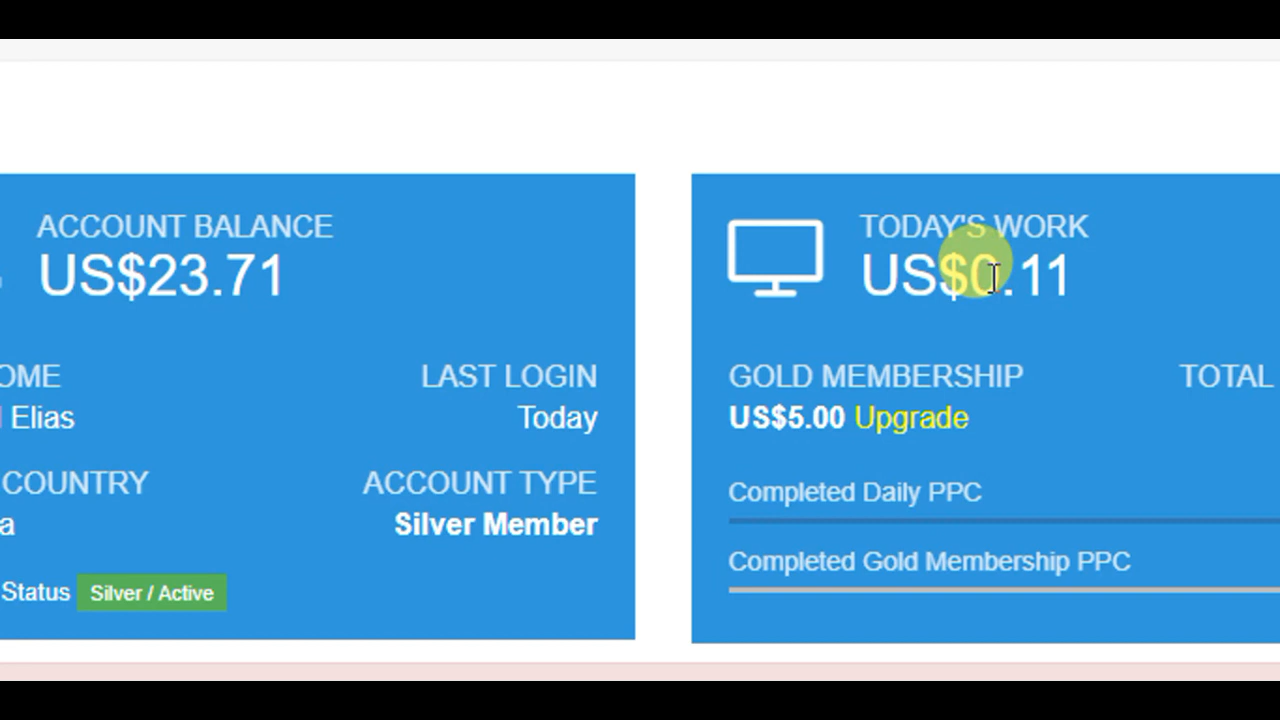 ACCOUNT BALANCE
US$23.71
OME
LAST LOGIN
Elias
Today
COUNTRY
ACCOUNT TYPE
a
Silver Member
Status Silver / Active
TODAY'S WORK
US$0.11
GOLD MEMBERSHIP
TOTAL
US$5.00 Upgrade
Completed Daily PPC
Completed Gold Membership PPC